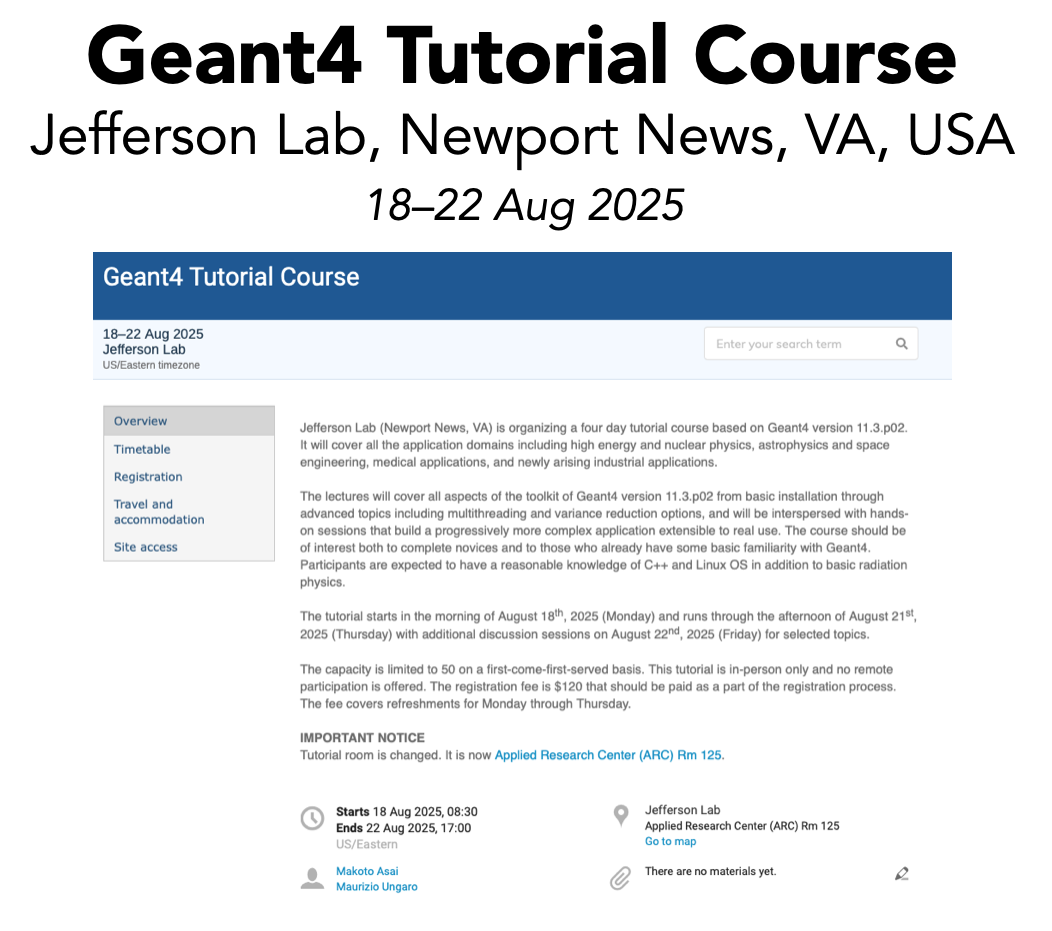 Geant4 Tutorial Course
Jefferson Lab, Newport News, VA, USA
18–22 Aug 2025
Geant4 Tutorial Course
18–22 Aug 2025
Jefferson Lab
US/Eastern timezone
Enter your search term
Overview
Timetable
Registration
Travel and
accommodation
Site access
Jefferson Lab (Newport News, VA) is organizing a four day tutorial course based on Geant4 version 11.3.p02.
It will cover all the application domains including high energy and nuclear physics, astrophysics and space
engineering, medical applications, and newly arising industrial applications.
The lectures will cover all aspects of the toolkit of Geant4 version 11.3.p02 from basic installation through
advanced topics including multithreading and variance reduction options, and will be interspersed with hands-
on sessions that build a progressively more complex application extensible to real use. The course should be
of interest both to complete novices and to those who already have some basic familiarity with Geant4.
Participants are expected to have a reasonable knowledge of C++ and Linux OS in addition to basic radiation
physics.
The tutorial starts in the morning of August 18th, 2025 (Monday) and runs through the afternoon of August 21st,
2025 (Thursday) with additional discussion sessions on August 22nd, 2025 (Friday) for selected topics.
The capacity is limited to 50 on a first-come-first-served basis. This tutorial is in-person only and no remote
participation is offered. The registration fee is $120 that should be paid as a part of the registration process.
The fee covers refreshments for Monday through Thursday.
IMPORTANT NOTICE
Tutorial room is changed. It is now Applied Research Center (ARC) Rm 125.
Starts 18 Aug 2025, 08:30
Ends 22 Aug 2025, 17:00
US/Eastern
Jefferson Lab
Applied Research Center (ARC) Rm 125
Go to map
Makoto Asai
Maurizio Ungaro
There are no materials yet.